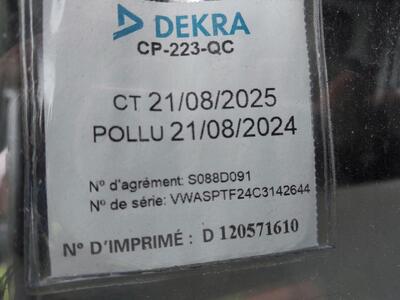 DEKRA
CP-223-QC
CT 21/08/2025
POLLU 21/08/2024
N° d'agrément: S088D091
N° de série: VWASPTF24C3142644
N° D'IMPRIMÉ : D 120571610